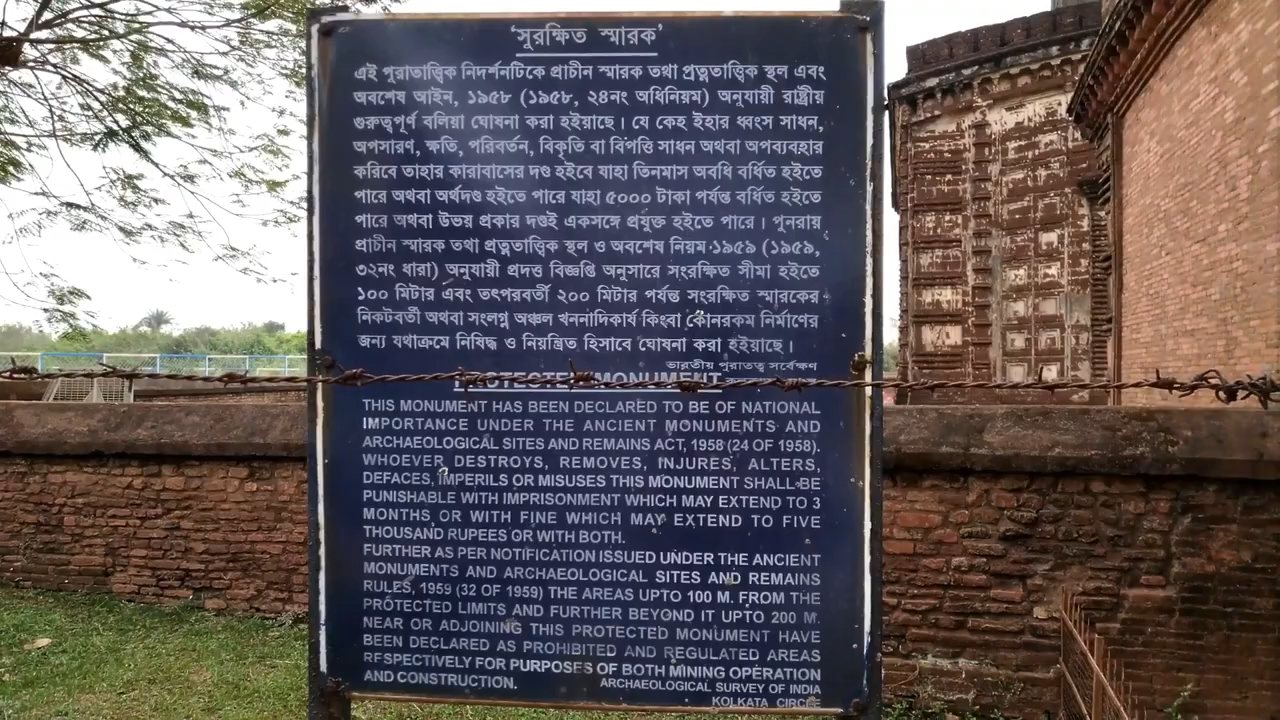 'সুরক্ষিত স্মারক'
এই পুরাতাত্ত্বিক নিদর্শনটিকে প্রাচীন স্মারক তথা প্রত্নতাত্ত্বিক স্থল এবং
অবশেষ আইন, ১৯৫৮ (১৯৫৮, ২৪নং অধিনিয়ম) অনুযায়ী রাষ্ট্রীয়
গুরুত্বপূর্ণ বলিয়া ঘোষনা করা হইয়াছে। যে কেহ ইহার ধ্বংস সাধন,
অপসারণ, ক্ষতি, পরিবর্তন, বিকৃতি বা বিপত্তি সাধন অথবা অপব্যবহার
করিবে তাহার কারাবাসের দণ্ড হইবে যাহা তিনমাস অবধি বর্ধিত হইতে
পারে অথবা অর্থদণ্ড হইতে পারে যাহা ৫০০০ টাকা পর্যন্ত বর্ধিত হইতে
পারে অথবা উভয় প্রকার দণ্ডই একসঙ্গে প্রযুক্ত হইতে পারে। পুনরায়
প্রাচীন স্মারক তথা প্রত্নতাত্ত্বিক স্থল ও অবশেষ নিয়ম ১৯৫৯ (১৯৫৯,
৩২নং ধারা) অনুযায়ী প্রদত্ত বিজ্ঞপ্তি অনুসারে সংরক্ষিত সীমা হইতে
১০০ মিটার এবং তৎপরবর্তী ২০০ মিটার পর্যন্ত সংরক্ষিত স্মারকের
নিকটবর্তী অথবা সংলগ্ন অঞ্চল খননাদিকার্য কিংবা কোনরকম নির্মাণের
জন্য যথাক্রমে নিষিদ্ধ ও নিয়ন্ত্রিত হিসাবে ঘোষনা করা হইয়াছে।
ভারতীয় পুরাতত্ত্ব সর্বেক্ষণ
PROTECTED MONUMENT
THIS MONUMENT HAS BEEN DECLARED TO BE OF NATIONAL
IMPORTANCE UNDER THE ANCIENT MONUMENTS AND
ARCHAEOLOGICAL SITES AND REMAINS ACT, 1958 (24 OF 1958).
WHOEVER DESTROYS, REMOVES, INJURES, ALTERS,
DEFACES, IMPERILS OR MISUSES THIS MONUMENT SHALL BE
PUNISHABLE WITH IMPRISONMENT WHICH MAY EXTEND TO 3
MONTHS OR WITH FINE WHICH MAY EXTEND TO FIVE
THOUSAND RUPEES OR WITH BOTH.
FURTHER AS PER NOTIFICATION ISSUED UNDER THE ANCIENT
MONUMENTS AND ARCHAEOLOGICAL SITES AND REMAINS
RULES, 1959 (32 OF 1959) THE AREAS UPTO 100 M. FROM THE
PROTECTED LIMITS AND FURTHER BEYOND IT UPTO 200 M.
NEAR OR ADJOINING THIS PROTECTED MONUMENT HAVE
BEEN DECLARED AS PROHIBITED AND REGULATED AREAS
RESPECTIVELY FOR PURPOSES OF BOTH MINING OPERATION
AND CONSTRUCTION.
ARCHAEOLOGICAL SURVEY OF INDIA
KOLKATA CIRCLE